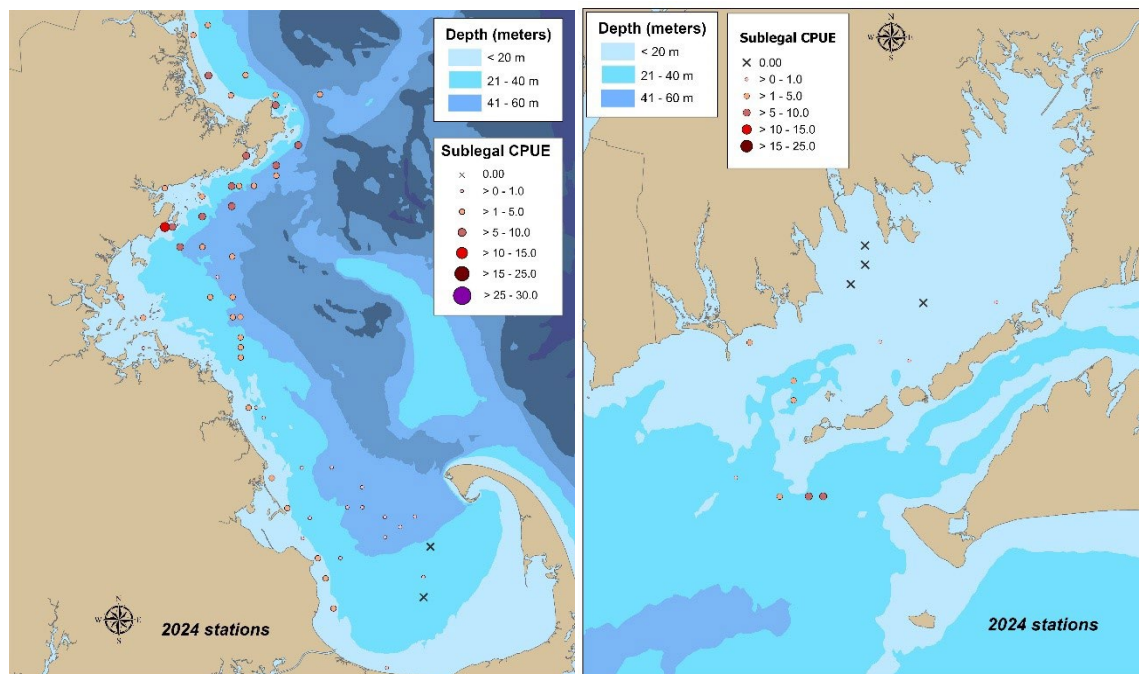 Depth (meters)
< 20 m
21 - 40 m
41 - 60 m
Sublegal CPUE
0.00
> 0 - 1.0
> 1 - 5.0
> 5 - 10.0
> 10 - 15.0
> 15 - 25.0
> 25 - 30.0
N
W E
S
2024 stations
Depth (meters)
< 20 m
21 - 40 m
41 - 60 m
Sublegal CPUE
0.00
> 0 - 1.0
> 1 - 5.0
> 5 - 10.0
> 10 - 15.0
> 15 - 25.0
N
W E
S
2024 stations